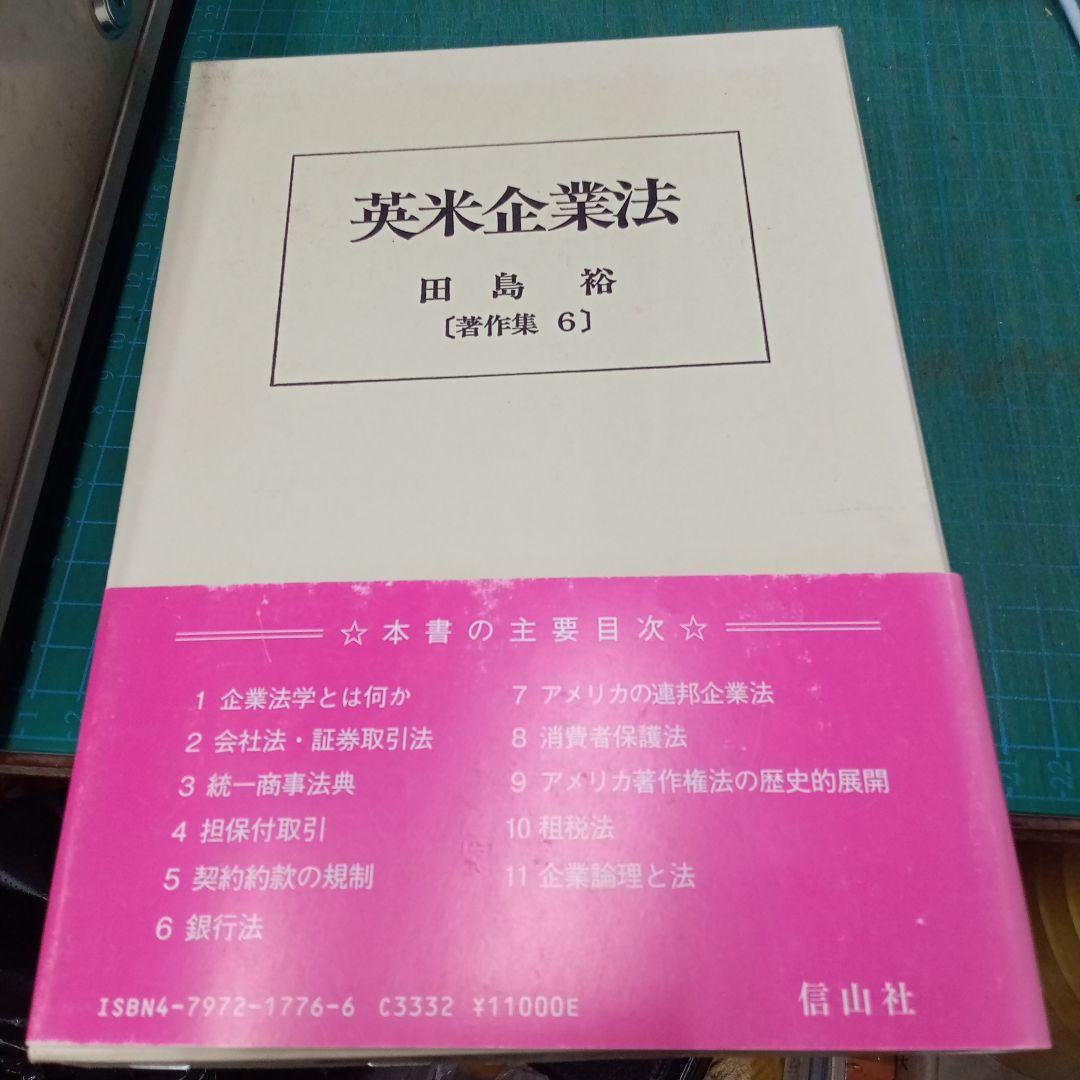 英米企業法
田島 裕
〔著作集 6〕
☆本書の主要目次☆
1 企業法学とは何か
2 会社法・証券取引法
3 統一商事法典
4 担保付取引
5 契約約款の規制
6 銀行法
7 アメリカの連邦企業法
8 消費者保護法
9 アメリカ著作権法の歴史的展開
10 租税法
11 企業論理と法
ISBN4-7972-1776-6 C3332 ¥11000E
信山社